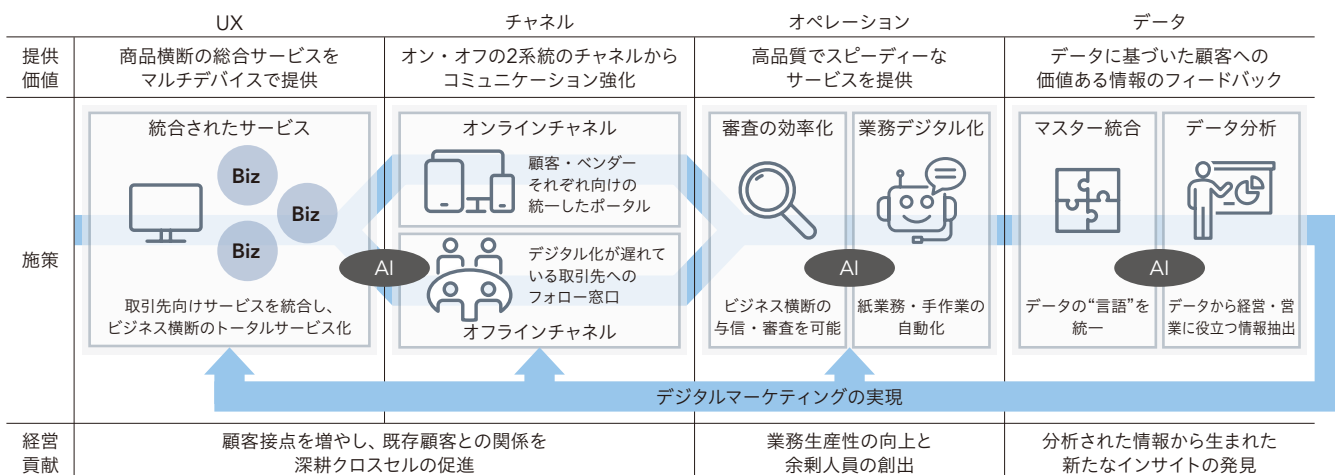 UX
チャネル
オペレーション
データ
提供
価値
商品横断の総合サービスを
マルチデバイスで提供
オン・オフの2系統のチャネルから
コミュニケーション強化
高品質でスピーディーな
サービスを提供
データに基づいた顧客への
価値ある情報のフィードバック
施策
統合されたサービス
Biz
Biz
Biz
取引先向けサービスを統合し、
ビジネス横断のトータルサービス化
AI
オンラインチャネル
顧客・ベンダー
それぞれ向けの
統一したポータル
デジタル化が遅れて
いる取引先への
フォロー窓口
オフラインチャネル
審査の効率化
ビジネス横断の
与信・審査を可能
AI
業務デジタル化
紙業務・手作業の
自動化
マスター統合
データの“言語”を
統一
AI
データ分析
データから経営・営
業に役立つ情報抽出
デジタルマーケティングの実現
経営
貢献
顧客接点を増やし、既存顧客との関係を
深耕クロスセルの促進
業務生産性の向上と
余剰人員の創出
分析された情報から生まれた
新たなインサイトの発見